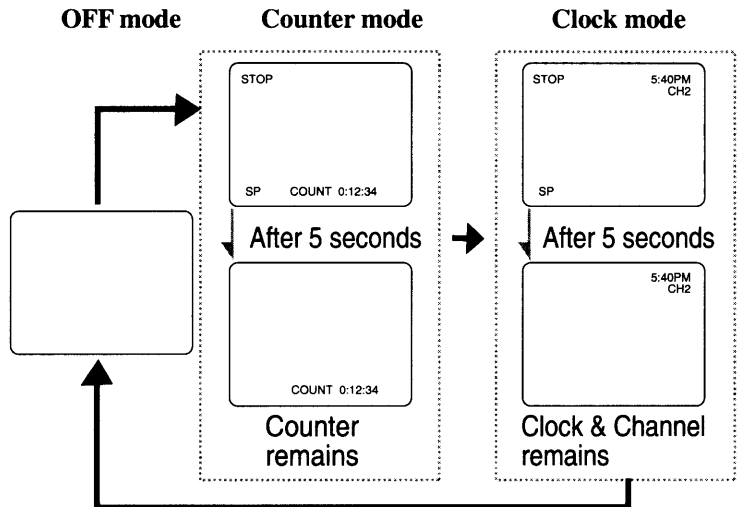 OFF mode
Counter mode
Clock mode
STOP
SP COUNT 0:12:34
After 5 seconds
COUNT 0:12:34
Counter
remains
STOP 5:40PM
CH2
SP
After 5 seconds
5:40PM
CH2
Clock & Channel
remains